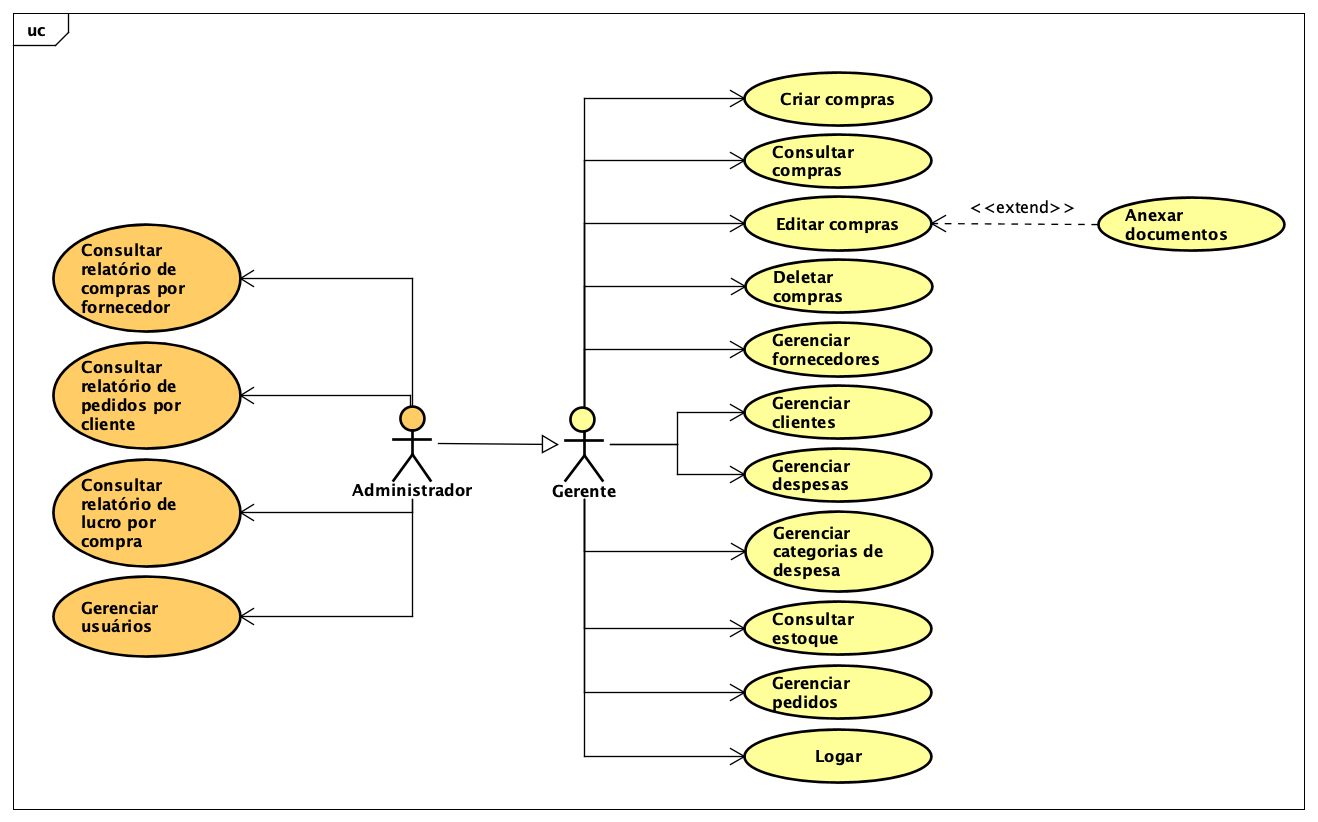 uc
Criar compras
Consultar
compras
Editar compras
<<extend>>
Anexar
documentos
Deletar
compras
Gerenciar
fornecedores
Gerenciar
clientes
Gerenciar
despesas
Gerenciar
categorias de
despesa
Consultar
estoque
Gerenciar
pedidos
Logar
Consultar
relatório de
compras por
fornecedor
Consultar
relatório de
pedidos por
cliente
Consultar
relatório de
lucro por
compra
Gerenciar
usuários
Administrador
Gerente